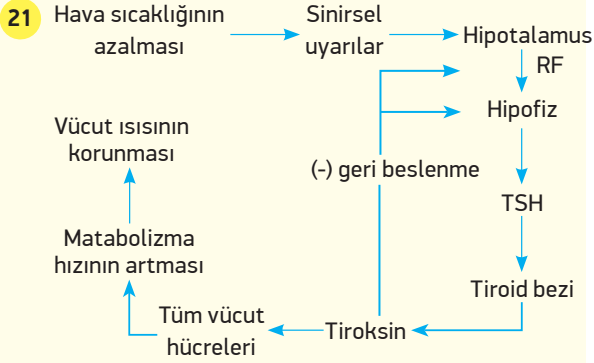 21
Hava sıcaklığının
azalması
Sinirsel
uyarılar
Hipotalamus
RF
Hipofiz
Vücut ısısının
korunması
(-) geri beslenme
TSH
Matabolizma
hızının artması
Tiroid bezi
Tüm vücut
hücreleri
Tiroksin